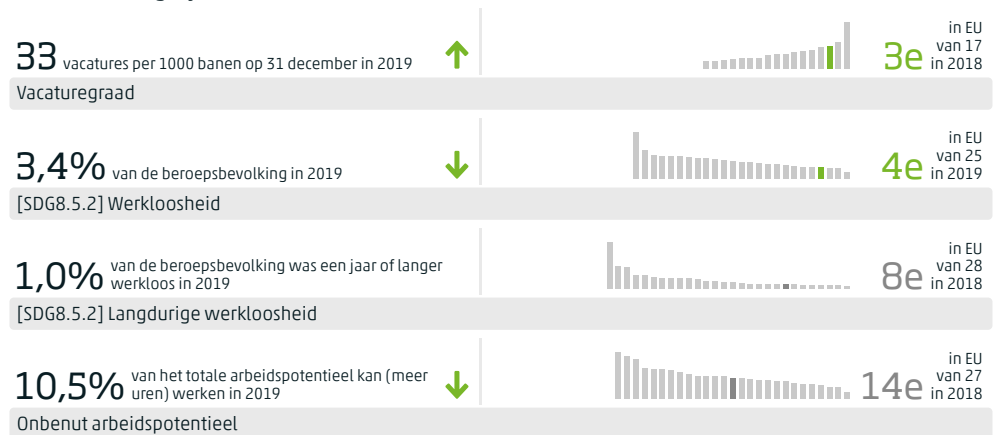 33 vacatures per 1000 banen op 31 december in 2019
3e
in EU
van 17
in 2018
Vacaturegraad
3,4% van de beroepsbevolking in 2019
4e
in EU
van 25
in 2019
[SDG8.5.2] Werkloosheid
1,0% van de beroepsbevolking was een jaar of langer
werkloos in 2019
8e
in EU
van 28
in 2018
[SDG8.5.2] Langdurige werkloosheid
10,5% van het totale arbeidspotentieel kan (meer
uren) werken in 2019
14e
in EU
van 27
in 2018
Onbenut arbeidspotentieel